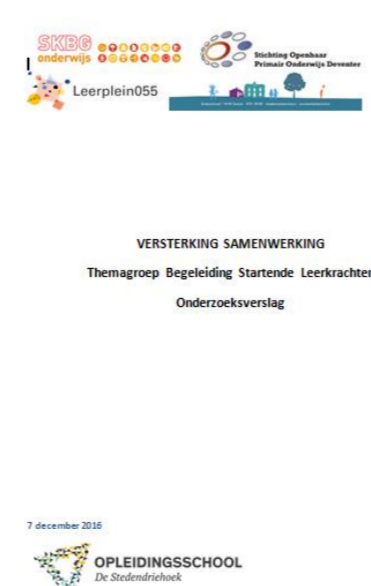 SKBG
onderwijs
Stichting Openbaar
Primair Onderwijs Deventer
Leerplein055
VERSTERKING SAMENWERKING
Themagroep Begeleiding Startende Leerkrachten
Onderzoeksverslag
7 december 2016
OPLEIDINGSSCHOOL
De Stedendriehoek